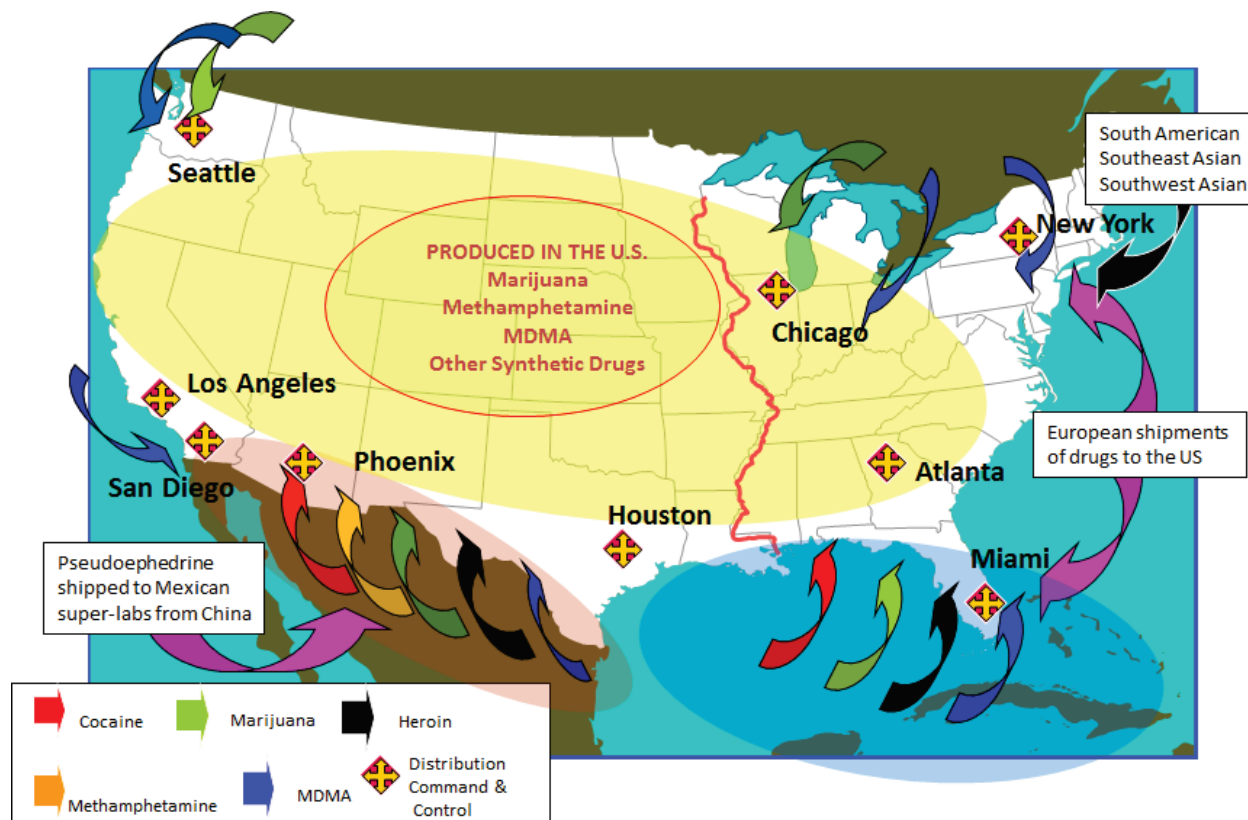 South American
Southeast Asian
Southwest Asian
Seattle
New York
PRODUCED IN THE U.S.
Marijuana
Methamphetamine
MDMA
Other Synthetic Drugs
Chicago
Los Angeles
Phoenix
San Diego
European shipments
of drugs to the US
Atlanta
Houston
Miami
Pseudoephedrine
shipped to Mexican
super-labs from China
Cocaine
Marijuana
Heroin
Methamphetamine
MDMA
Distribution
Command &
Control